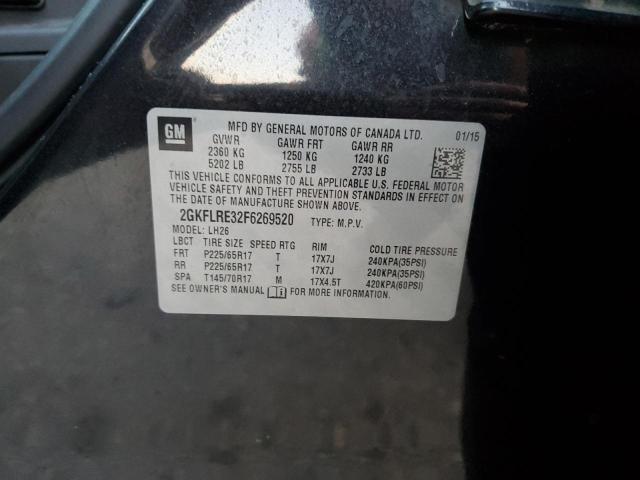 GM
MFD BY GENERAL MOTORS OF CANADA LTD. 01/15
GVWR GAWR FRT GAWR RR
2360 KG 1250 KG 1240 KG
5202 LB 2755 LB 2733 LB
THIS VEHICLE CONFORMS TO ALL APPLICABLE U.S. FEDERAL MOTOR
VEHICLE SAFETY AND THEFT PREVENTION STANDARDS IN EFFECT ON
THE DATE OF MANUFACTURE SHOWN ABOVE.
2GKFLRE32F6269520 TYPE: M.P.V.
MODEL: LH26
LBCT TIRE SIZE SPEED RTG RIM COLD TIRE PRESSURE
FRT P225/65R17 T 17X7J 240KPA(35PSI)
RR P225/65R17 T 17X7J 240KPA(35PSI)
SPA T145/70R17 M 17X4.5T 420KPA(60PSI)
SEE OWNER'S MANUAL FOR MORE INFORMATION.